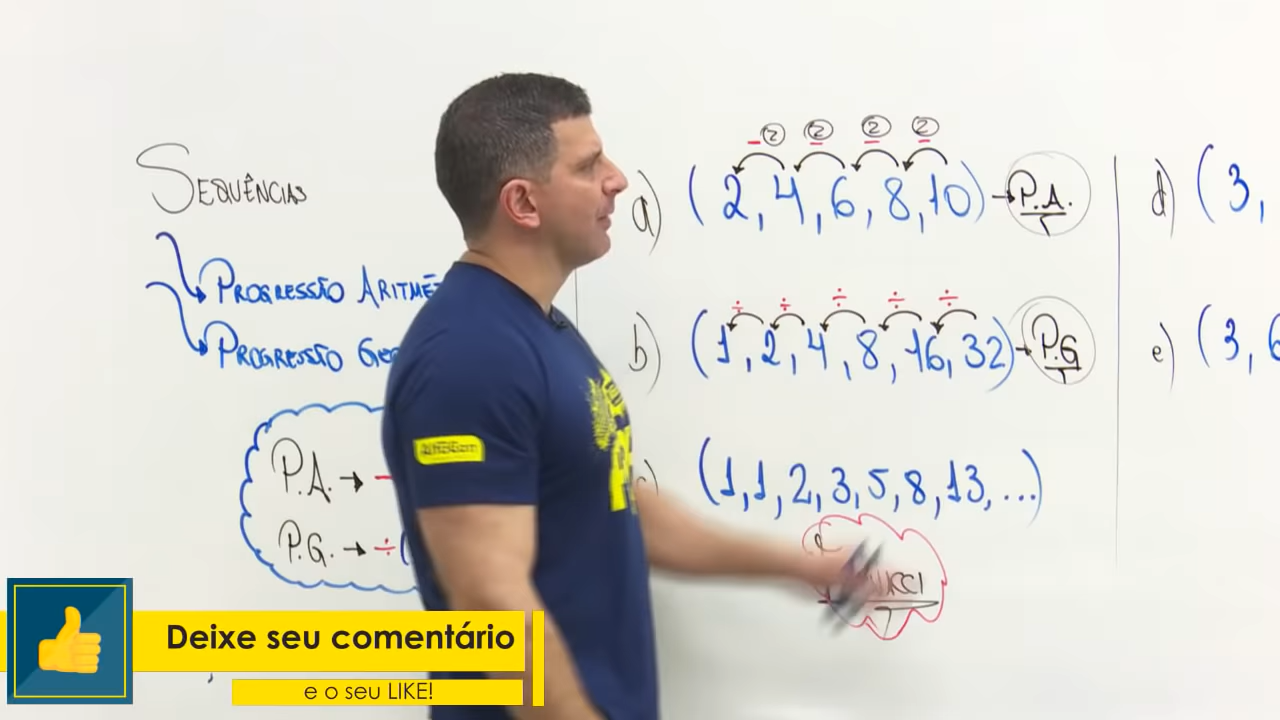 SEQUÊNCIAS
PROGRESSÃO ARITMÉ
PROGRESSÃO GE
P.A. → -
P.G. → ÷ (
- 2 - 2 - 2 - 2
a) (2, 4, 6, 8, 10) → P.A.
÷ ÷ ÷ ÷ ÷
b) (1, 2, 4, 8, 16, 32) → P.G
c) (1, 1, 2, 3, 5, 8, 13, ...)
d) (3,
e) (3, 6
Deixe seu comentário
e o seu LIKE!